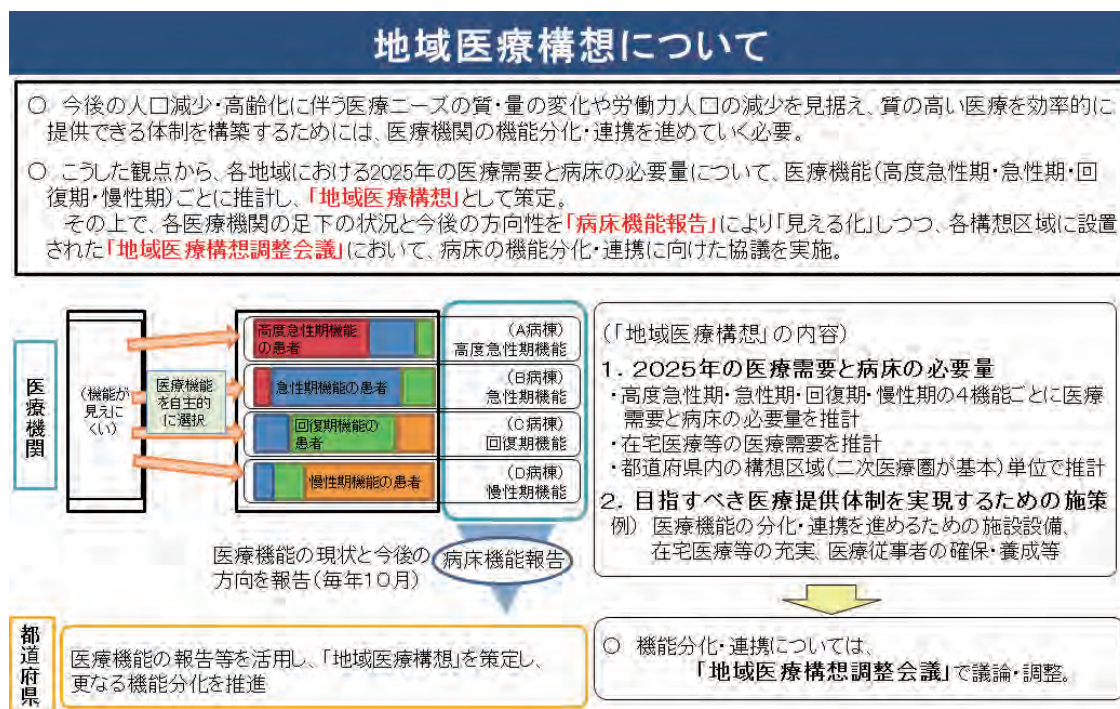 地域医療構想について
○ 今後の人口減少・高齢化に伴う医療ニーズの質・量の変化や労働力人口の減少を見据え、質の高い医療を効率的に
提供できる体制を構築するためには、医療機関の機能分化・連携を進めていく必要。
○ こうした観点から、各地域における2025年の医療需要と病床の必要量について、医療機能(高度急性期・急性期・回
復期・慢性期)ごとに推計し、「地域医療構想」として策定。
その上で、各医療機関の足下の状況と今後の方向性を「病床機能報告」により「見える化」しつつ、各構想区域に設置
された「地域医療構想調整会議」において、病床の機能分化・連携に向けた協議を実施。
医療機関
(機能が
見えに
くい)
医療機能
を自主的
に選択
高度急性期機能
の患者
急性期機能の患者
回復期機能の
患者
慢性期機能の患者
(A病棟)
高度急性期機能
(B病棟)
急性期機能
(C病棟)
回復期機能
(D病棟)
慢性期機能
医療機能の現状と今後の
方向を報告(毎年10月)
病床機能報告
(「地域医療構想」の内容)
1.2025年の医療需要と病床の必要量
・高度急性期・急性期・回復期・慢性期の4機能ごとに医療
需要と病床の必要量を推計
・在宅医療等の医療需要を推計
・都道府県内の構想区域(二次医療圏が基本)単位で推計
2.目指すべき医療提供体制を実現するための施策
例) 医療機能の分化・連携を進めるための施設設備、
在宅医療等の充実、医療従事者の確保・養成等
都道府県
医療機能の報告等を活用し、「地域医療構想」を策定し、
更なる機能分化を推進
○ 機能分化・連携については、
「地域医療構想調整会議」で議論・調整。